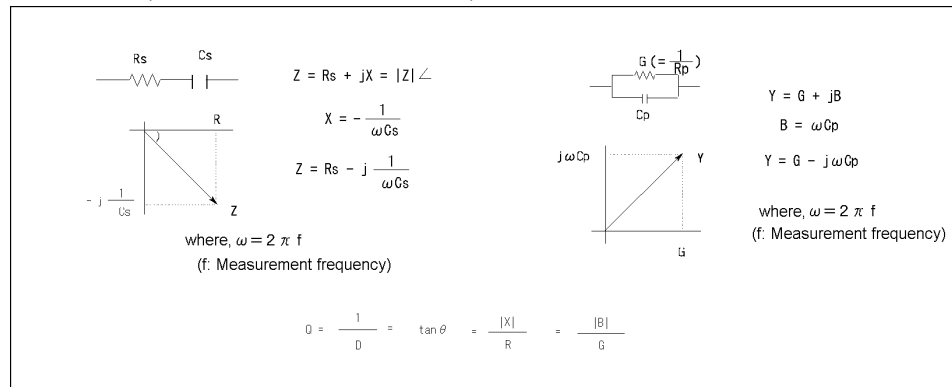 Rs Cs
Z = Rs + jX = |Z|∠
X = - 1/ωCs
Z = Rs - j 1/ωCs
R
- j 1/Cs
Z
where, ω = 2 π f
(f: Measurement frequency)
G (= 1/Rp)
Cp
Y = G + jB
B = ωCp
Y = G - jωCp
jωCp
Y
G
where, ω = 2 π f
(f: Measurement frequency)
Q = 1/D = tan θ = |X|/R = |B|/G